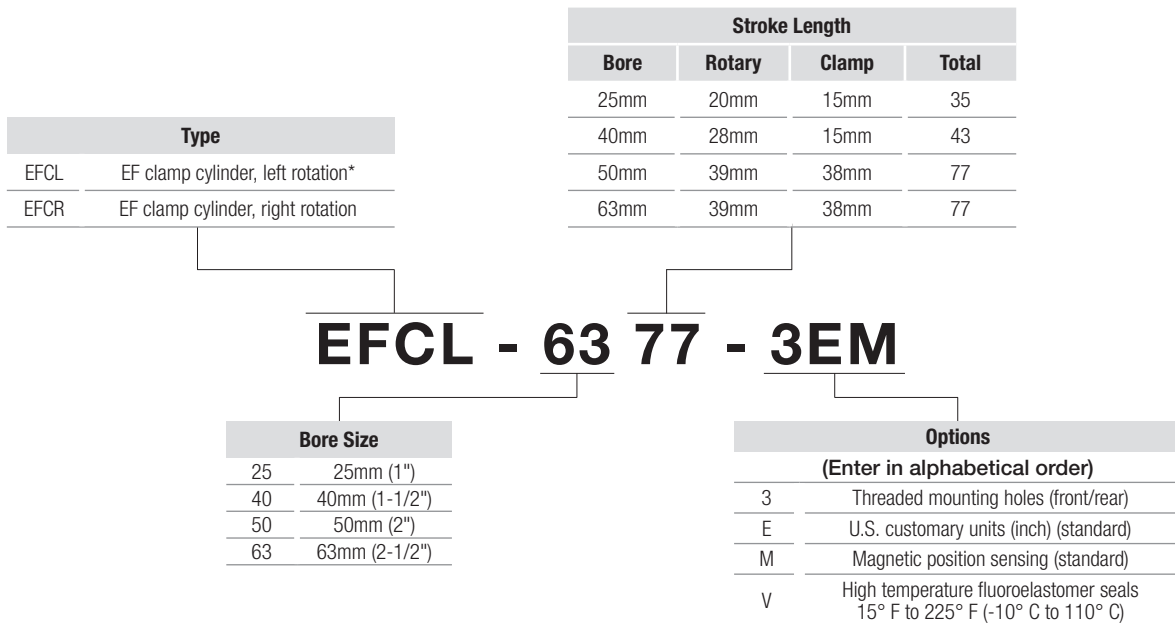 Stroke Length
Bore Rotary Clamp Total
25mm 20mm 15mm 35
40mm 28mm 15mm 43
50mm 39mm 38mm 77
63mm 39mm 38mm 77
Type
EFCL EF clamp cylinder, left rotation*
EFCR EF clamp cylinder, right rotation
EFCL - 63 77 - 3EM
Bore Size
25 25mm (1")
40 40mm (1-1/2")
50 50mm (2")
63 63mm (2-1/2")
Options
(Enter in alphabetical order)
3 Threaded mounting holes (front/rear)
E U.S. customary units (inch) (standard)
M Magnetic position sensing (standard)
V High temperature fluoroelastomer seals
15° F to 225° F (-10° C to 110° C)